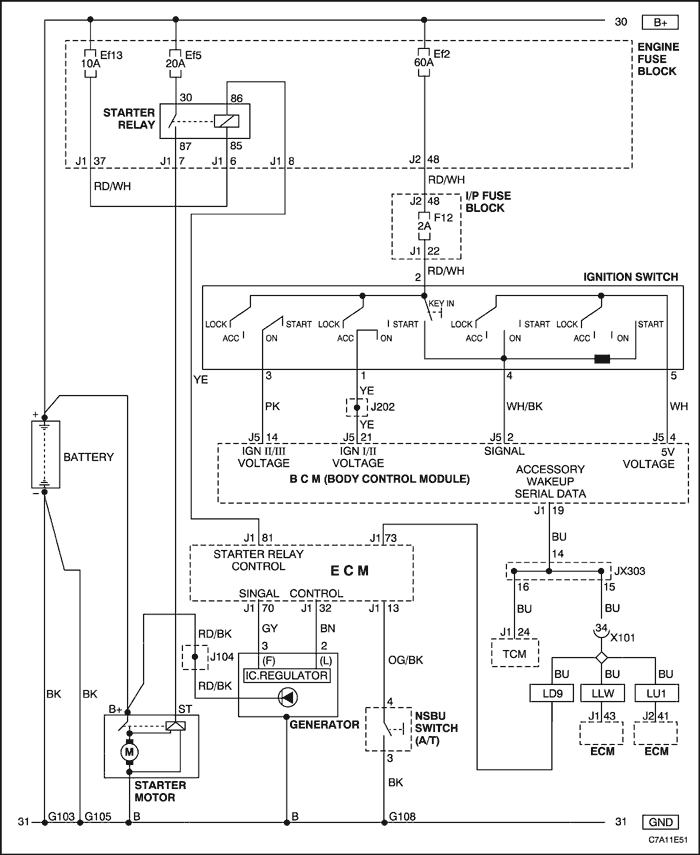 30 B+
Ef13
10A
Ef5
20A
Ef2
60A
ENGINE
FUSE
BLOCK
30 86
STARTER
RELAY
87 85
J1 37 J1 7 J1 6 J1 8 J2 48
RD/WH RD/WH
J2 48 I/P FUSE
BLOCK
F12
2A
J1 22
RD/WH
2 IGNITION SWITCH
KEY IN
LOCK START LOCK START LOCK START LOCK START
ACC ON ACC ON ACC ON ACC ON
3 1 4 5
YE
PK YE WH/BK WH
J202
YE
J5 14 J5 21 J5 2 J5 4
IGN II/III
VOLTAGE
IGN I/II
VOLTAGE
SIGNAL
5V
VOLTAGE
B C M (BODY CONTROL MODULE)
ACCESSORY
WAKEUP
SERIAL DATA
+
BATTERY
−
J1 19
BU
14
JX303
16 15
BU BU
J1 24
TCM
34
X101
BU BU BU
LD9 LLW LU1
J1 43 J2 41
ECM ECM
J1 81 J1 73
STARTER RELAY
CONTROL
E C M
SINGAL CONTROL
J1 70 J1 32 J1 13
GY BN
OG/BK
RD/BK
J104
RD/BK
3 2
(F) (L)
IC.REGULATOR
GENERATOR
4
NSBU
SWITCH
(A/T)
3
BK
BK BK
B+ ST
M
STARTER
MOTOR
31 G103 G105 B B G108 31 GND
C7A11E51